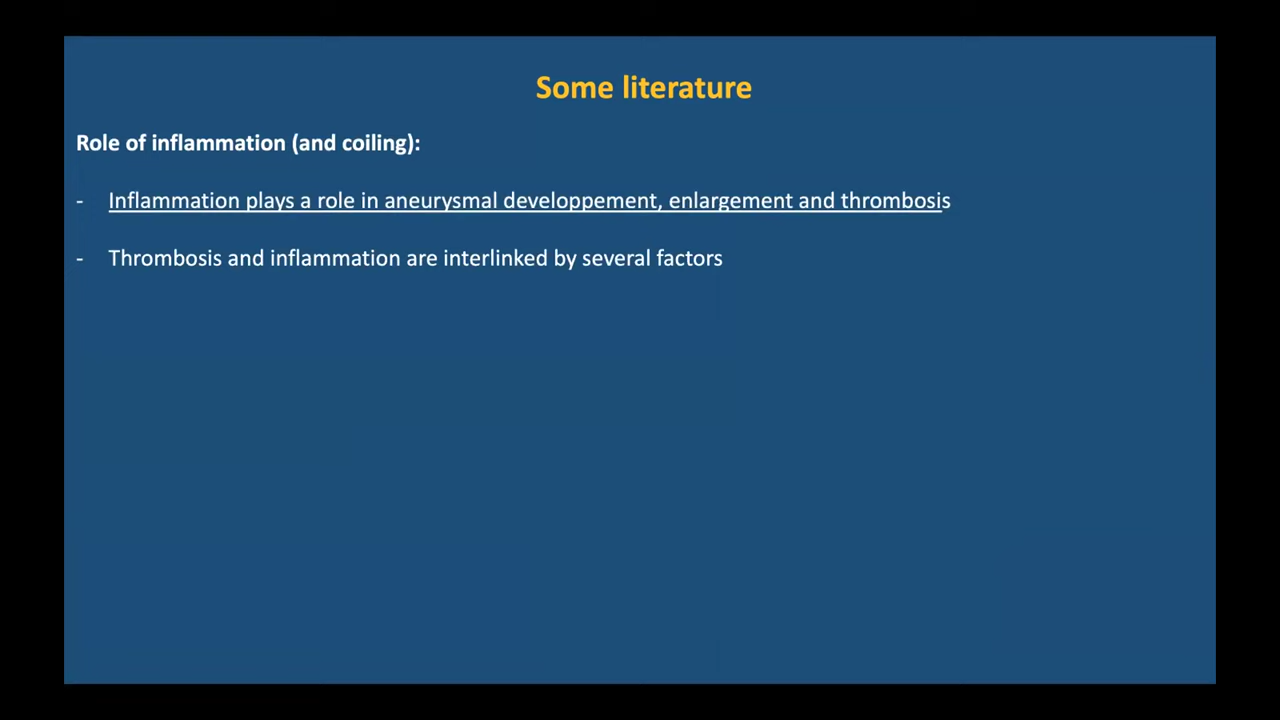 Some literature
Role of inflammation (and coiling):
- Inflammation plays a role in aneurysmal developpement, enlargement and thrombosis
- Thrombosis and inflammation are interlinked by several factors